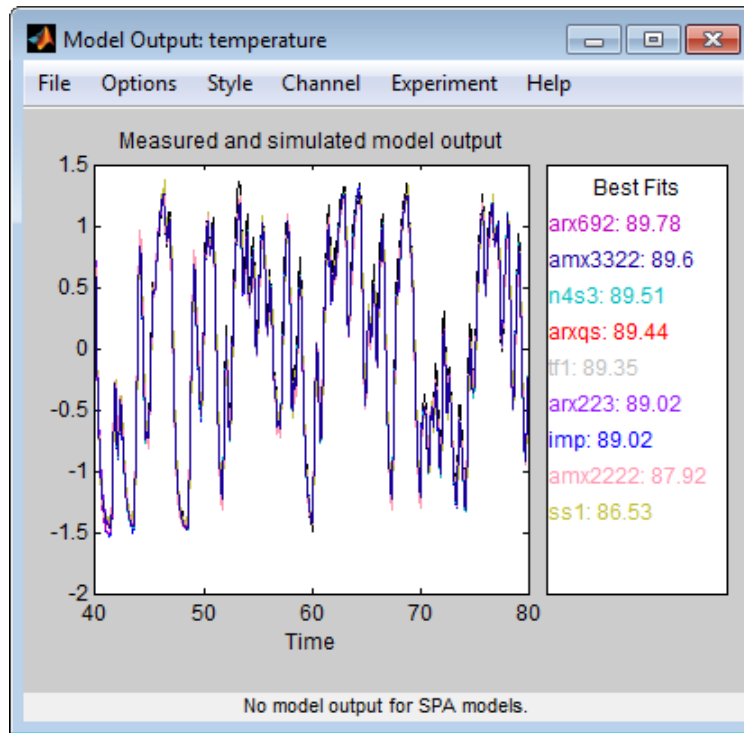 Model Output: temperature
File Options Style Channel Experiment Help
Measured and simulated model output
1.5
1
0.5
0
-0.5
-1
-1.5
-2
40 50 60 70 80
Time
Best Fits
arx692: 89.78
amx3322: 89.6
n4s3: 89.51
arxqs: 89.44
tf1: 89.35
arx223: 89.02
imp: 89.02
amx2222: 87.92
ss1: 86.53
No model output for SPA models.